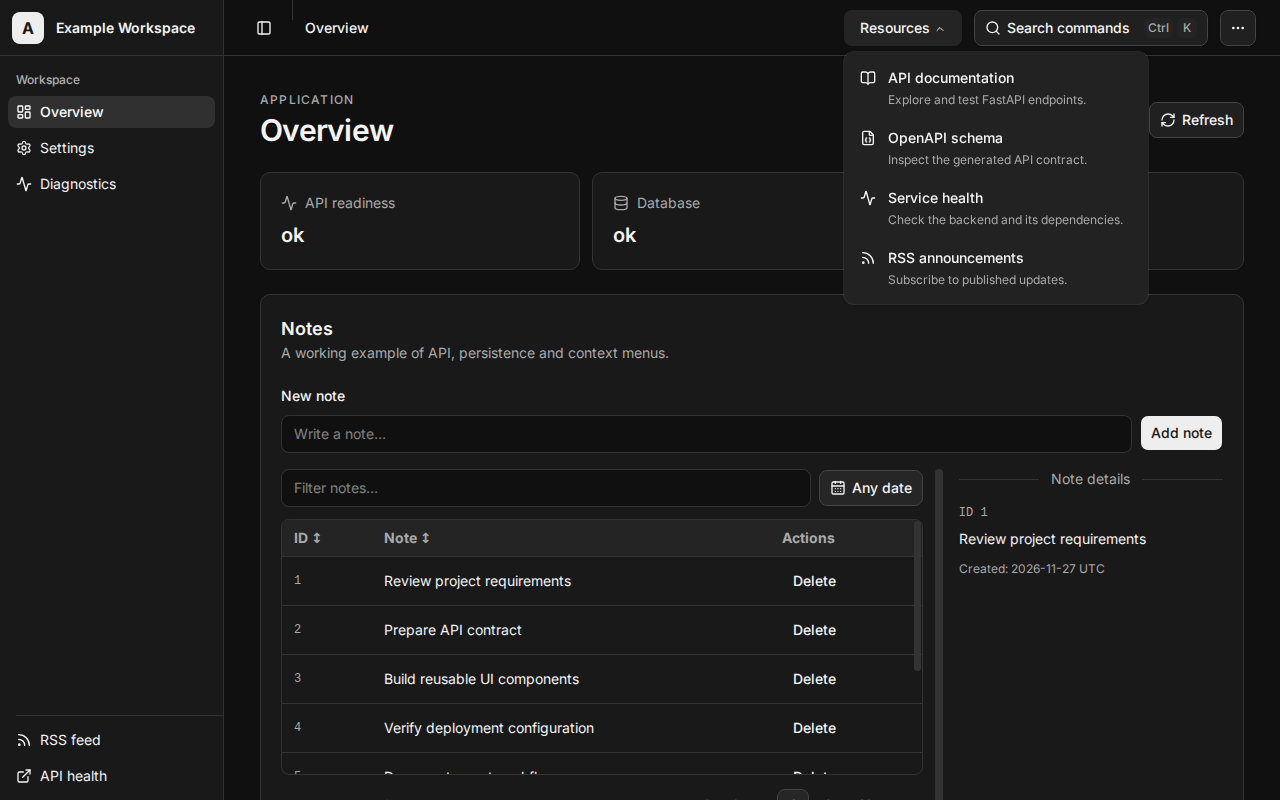 A Example Workspace
Overview
Resources
Search commands Ctrl K
Workspace
Overview
Settings
Diagnostics
RSS feed
API health
APPLICATION
Overview
Refresh
API documentation
Explore and test FastAPI endpoints.
OpenAPI schema
Inspect the generated API contract.
Service health
Check the backend and its dependencies.
RSS announcements
Subscribe to published updates.
API readiness
ok
Database
ok
Notes
A working example of API, persistence and context menus.
New note
Write a note...
Add note
Filter notes...
Any date
ID Note Actions
1 Review project requirements Delete
2 Prepare API contract Delete
3 Build reusable UI components Delete
4 Verify deployment configuration Delete
Note details
ID 1
Review project requirements
Created: 2026-11-27 UTC